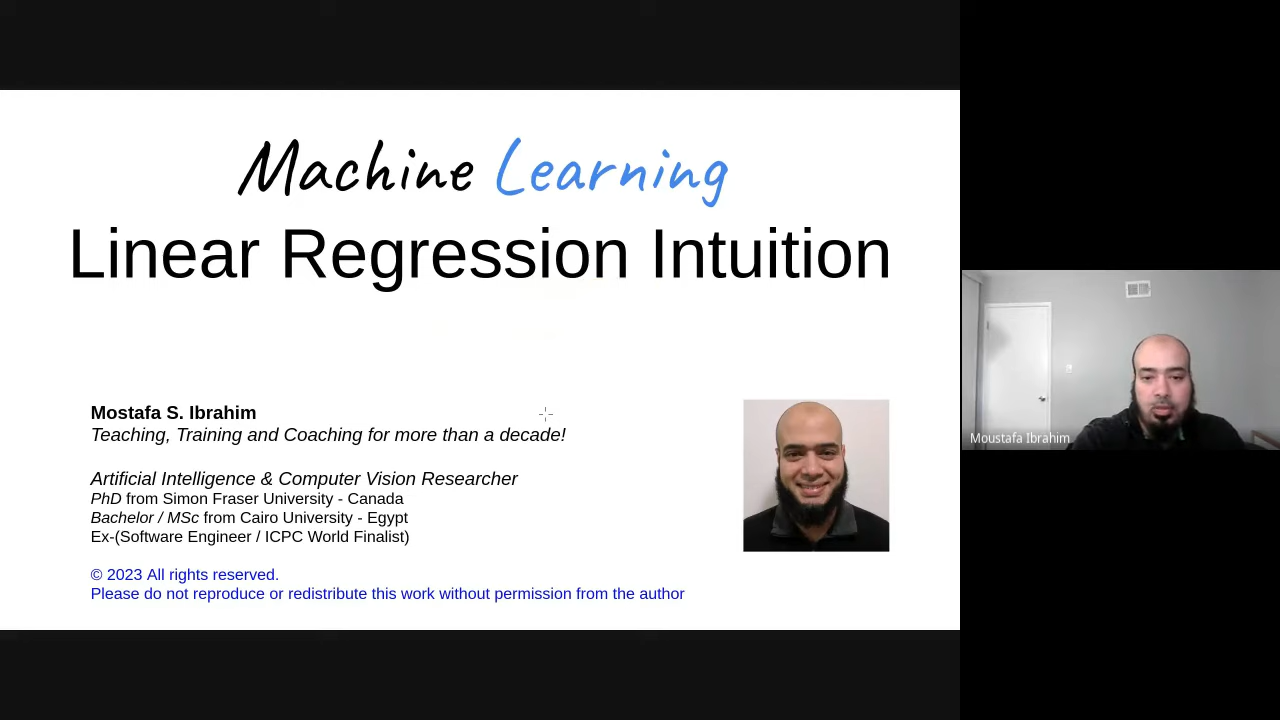 Machine Learning
Linear Regression Intuition
Mostafa S. Ibrahim
Teaching, Training and Coaching for more than a decade!
Artificial Intelligence & Computer Vision Researcher
PhD from Simon Fraser University - Canada
Bachelor / MSc from Cairo University - Egypt
Ex-(Software Engineer / ICPC World Finalist)
© 2023 All rights reserved.
Please do not reproduce or redistribute this work without permission from the author
Moustafa Ibrahim